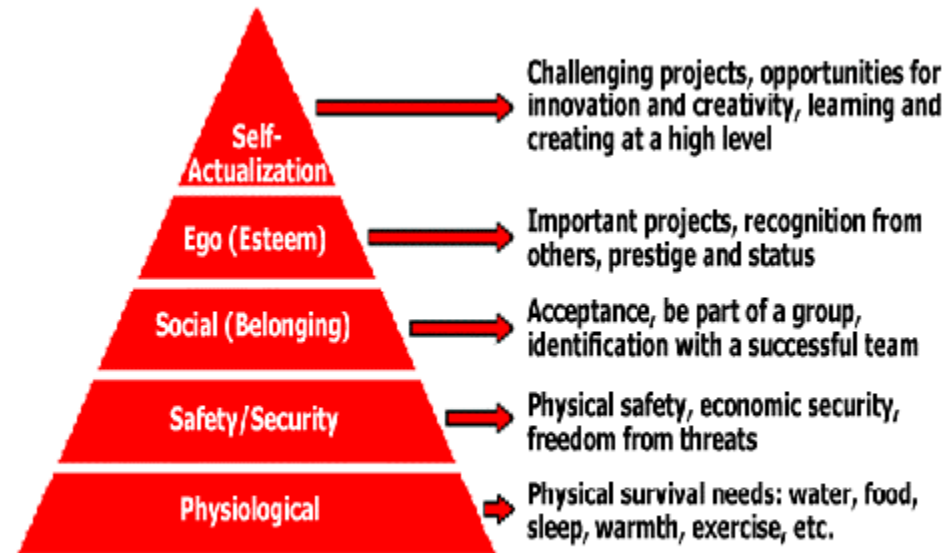 Self-
Actualization
Challenging projects, opportunities for
innovation and creativity, learning and
creating at a high level
Ego (Esteem)
Important projects, recognition from
others, prestige and status
Social (Belonging)
Acceptance, be part of a group,
identification with a successful team
Safety/Security
Physical safety, economic security,
freedom from threats
Physiological
Physical survival needs: water, food,
sleep, warmth, exercise, etc.